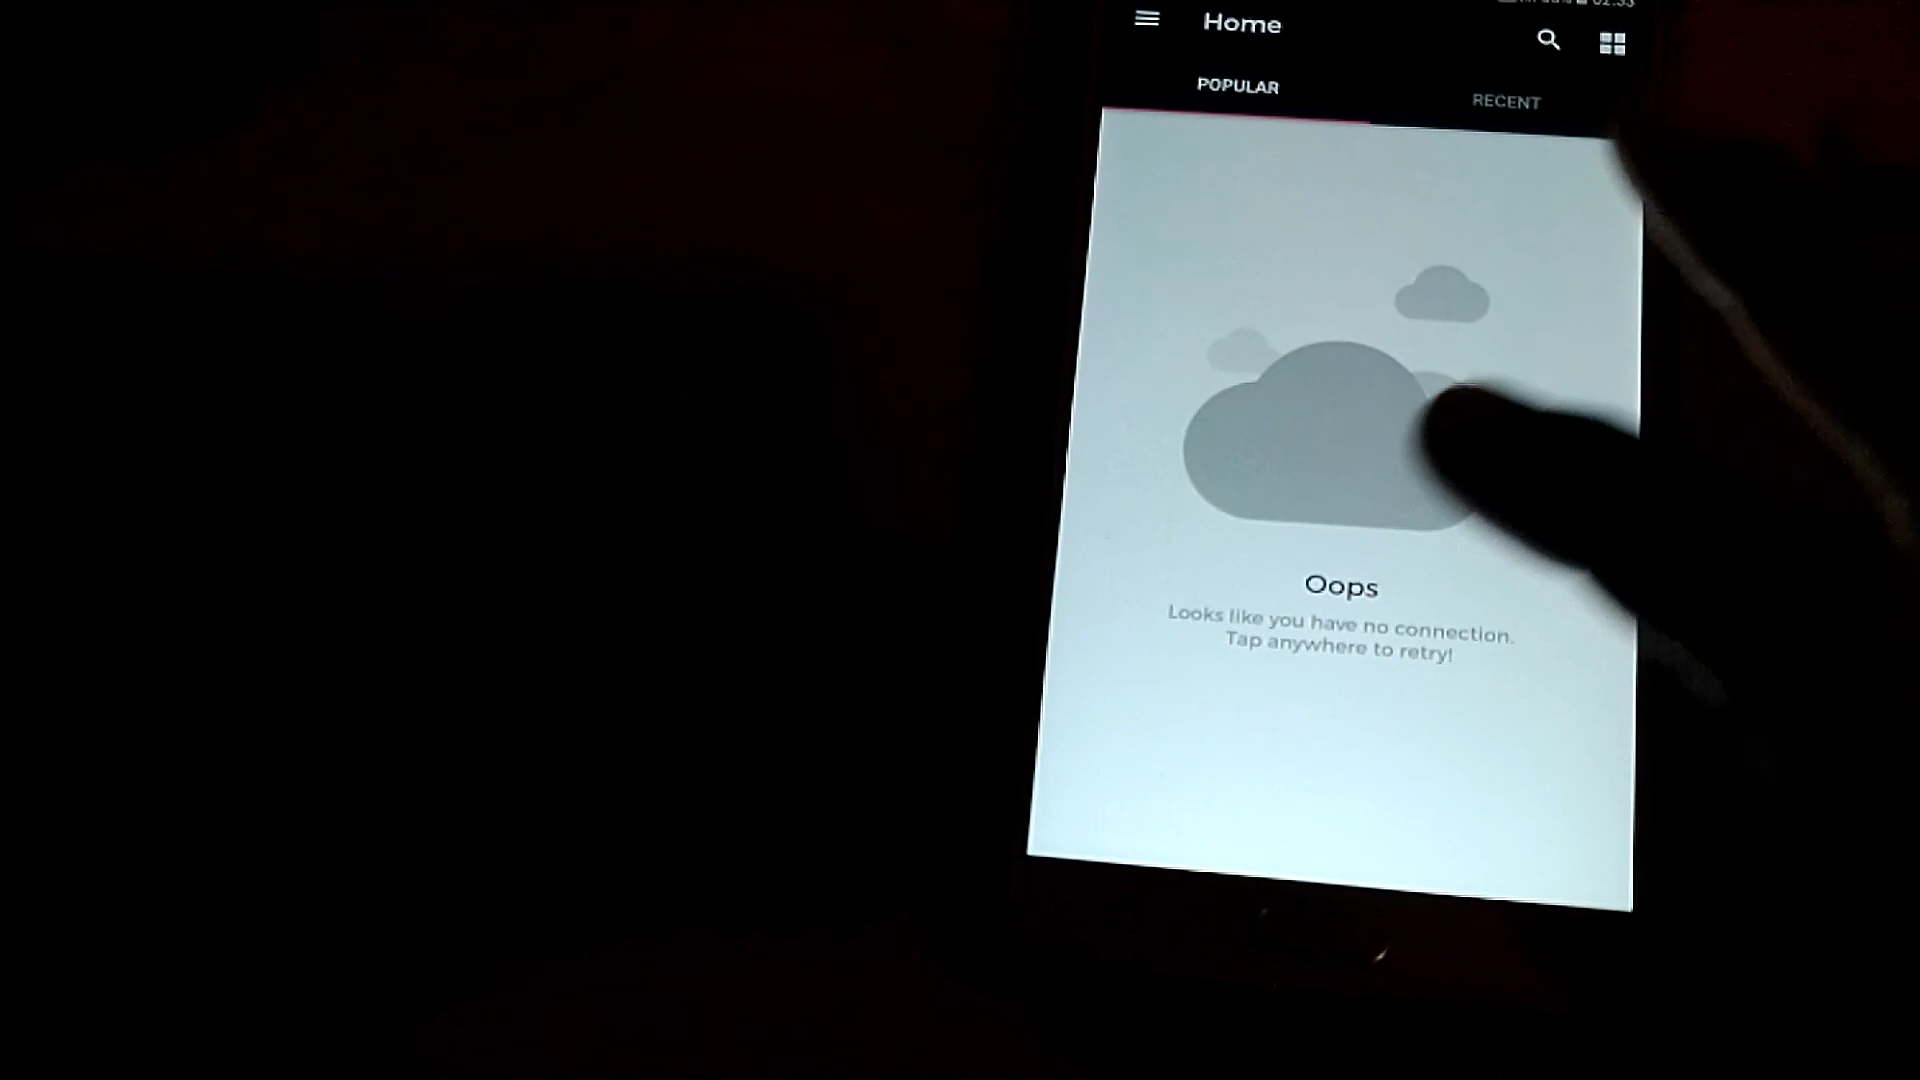 Home
POPULAR
RECENT
Oops
Looks like you have no connection.
Tap anywhere to retry!